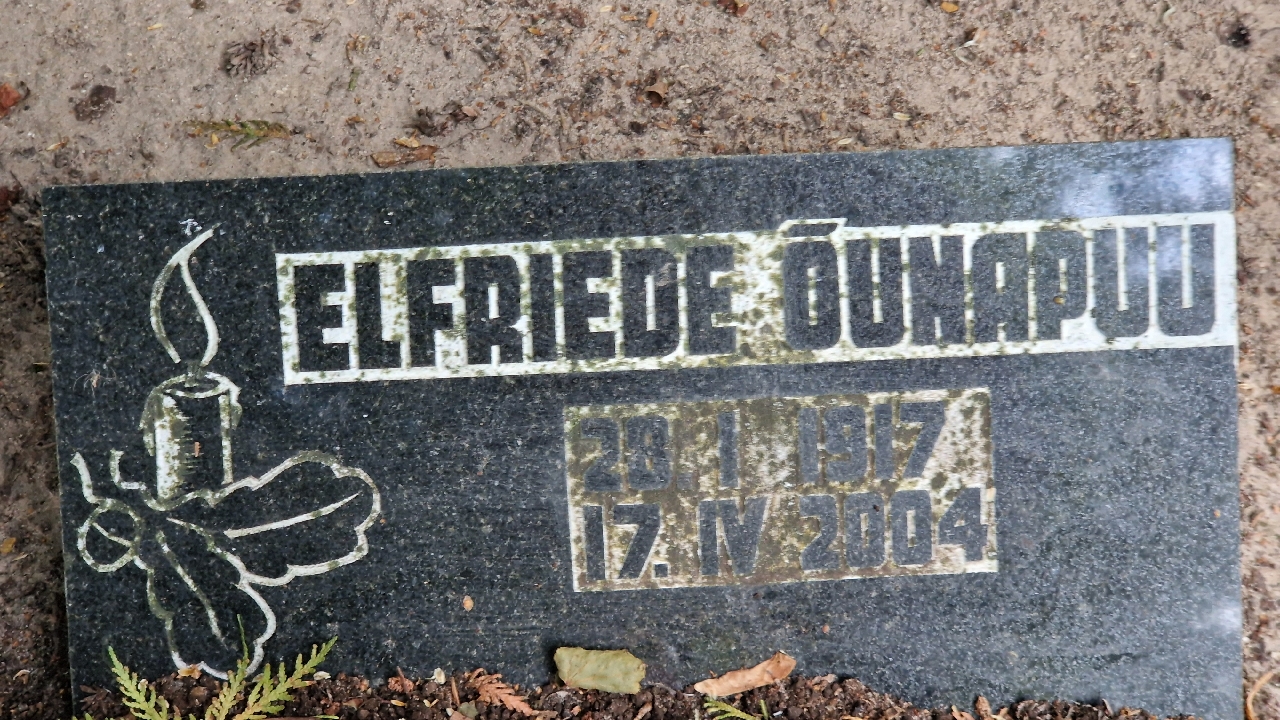 ELFRIEDE ÕUNAPUU
28. I 1917
17. IV 2004